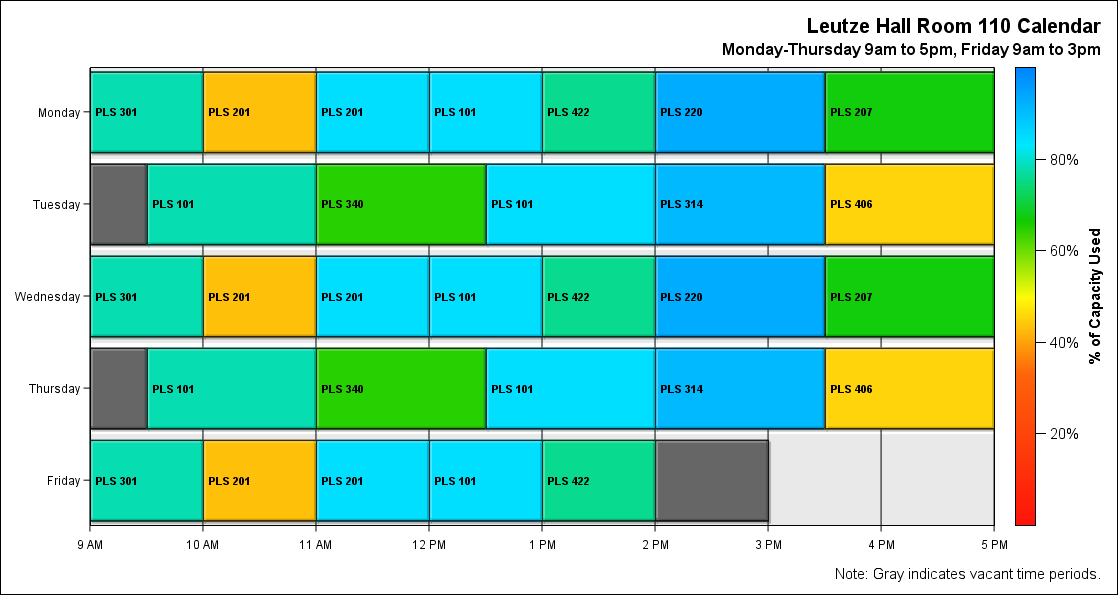 Leutze Hall Room 110 Calendar
Monday-Thursday 9am to 5pm, Friday 9am to 3pm
Monday PLS 301 PLS 201 PLS 201 PLS 101 PLS 422 PLS 220 PLS 207
Tuesday PLS 101 PLS 340 PLS 101 PLS 314 PLS 406
Wednesday PLS 301 PLS 201 PLS 201 PLS 101 PLS 422 PLS 220 PLS 207
Thursday PLS 101 PLS 340 PLS 101 PLS 314 PLS 406
Friday PLS 301 PLS 201 PLS 201 PLS 101 PLS 422
9 AM 10 AM 11 AM 12 PM 1 PM 2 PM 3 PM 4 PM 5 PM
80%
60%
40%
20%
% of Capacity Used
Note: Gray indicates vacant time periods.